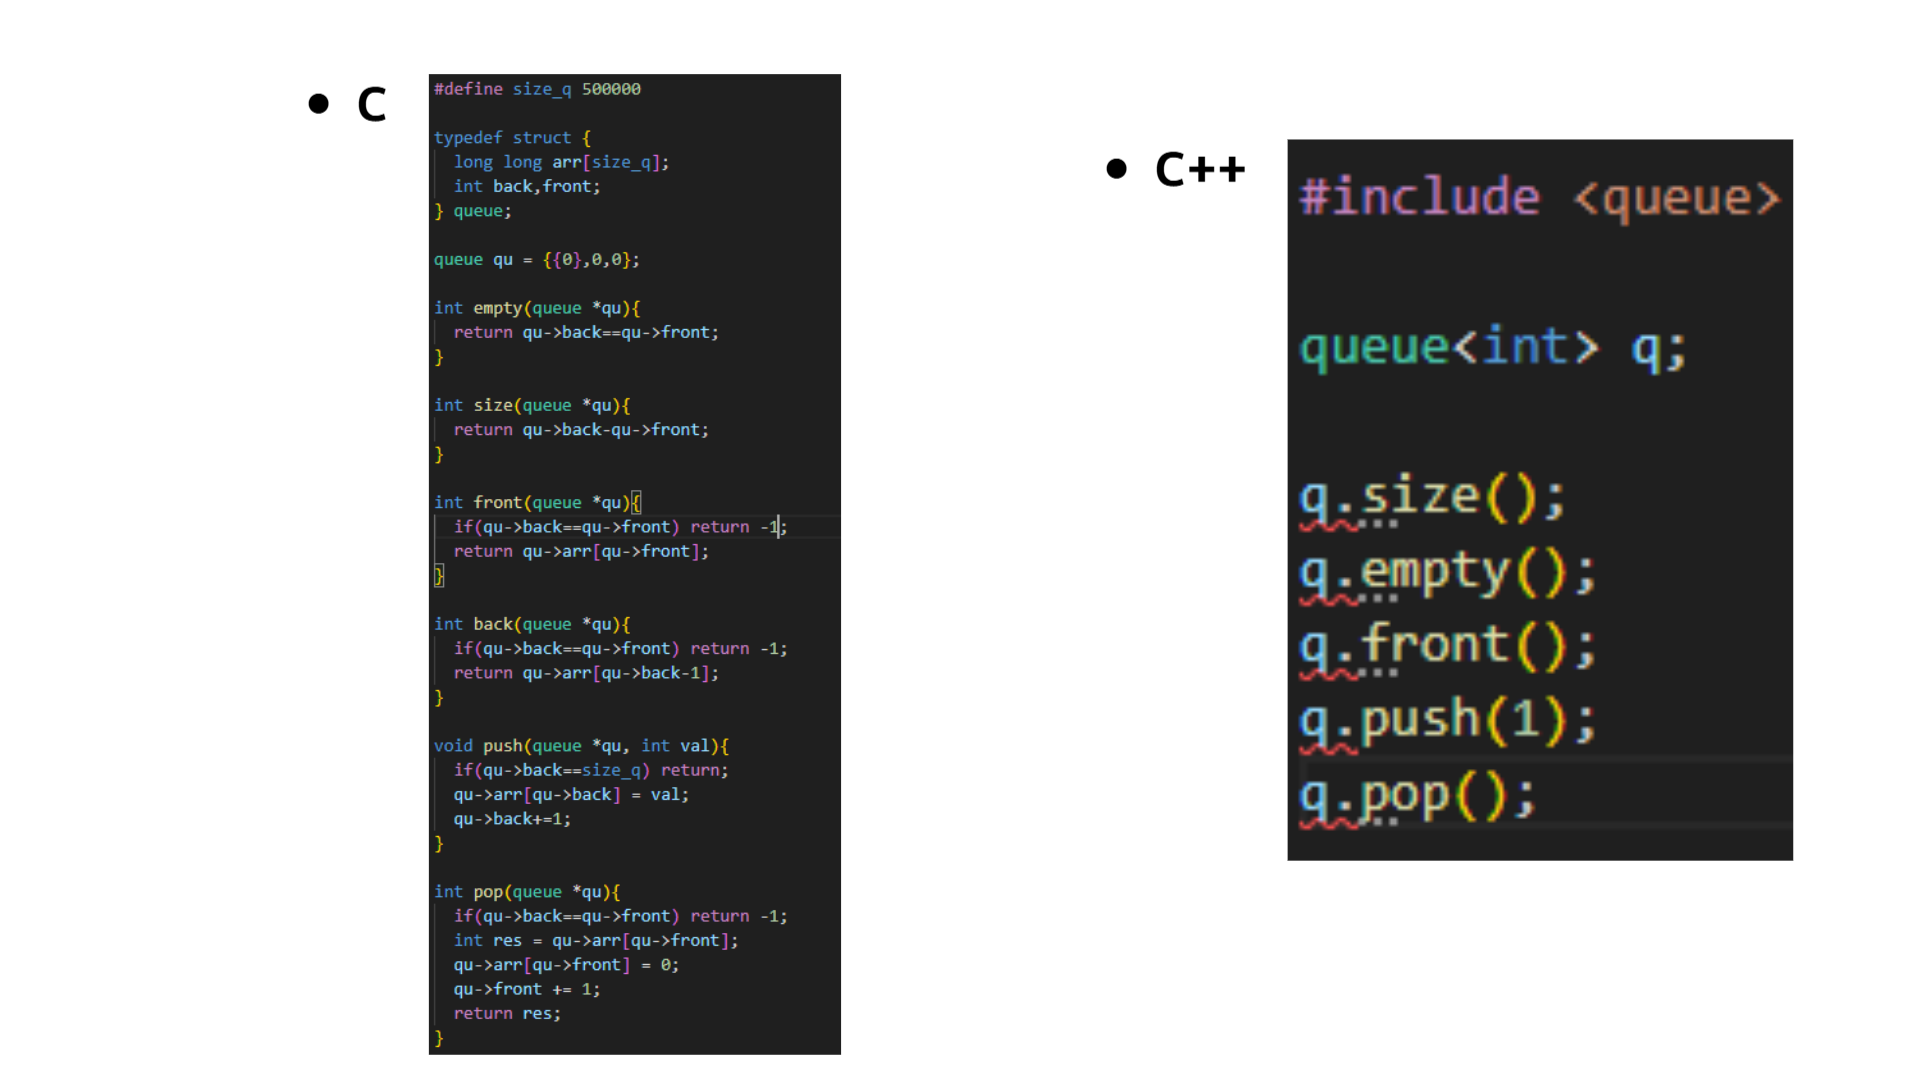 • C
#define size_q 500000
typedef struct {
long long arr[size_q];
int back,front;
} queue;
queue qu = {{0},0,0};
int empty(queue *qu){
return qu->back==qu->front;
}
int size(queue *qu){
return qu->back-qu->front;
}
int front(queue *qu){
if(qu->back==qu->front) return -1;
return qu->arr[qu->front];
}
int back(queue *qu){
if(qu->back==qu->front) return -1;
return qu->arr[qu->back-1];
}
void push(queue *qu, int val){
if(qu->back==size_q) return;
qu->arr[qu->back] = val;
qu->back+=1;
}
int pop(queue *qu){
if(qu->back==qu->front) return -1;
int res = qu->arr[qu->front];
qu->arr[qu->front] = 0;
qu->front += 1;
return res;
}
• C++
#include <queue>
queue<int> q;
q.size();
q.empty();
q.front();
q.push(1);
q.pop();